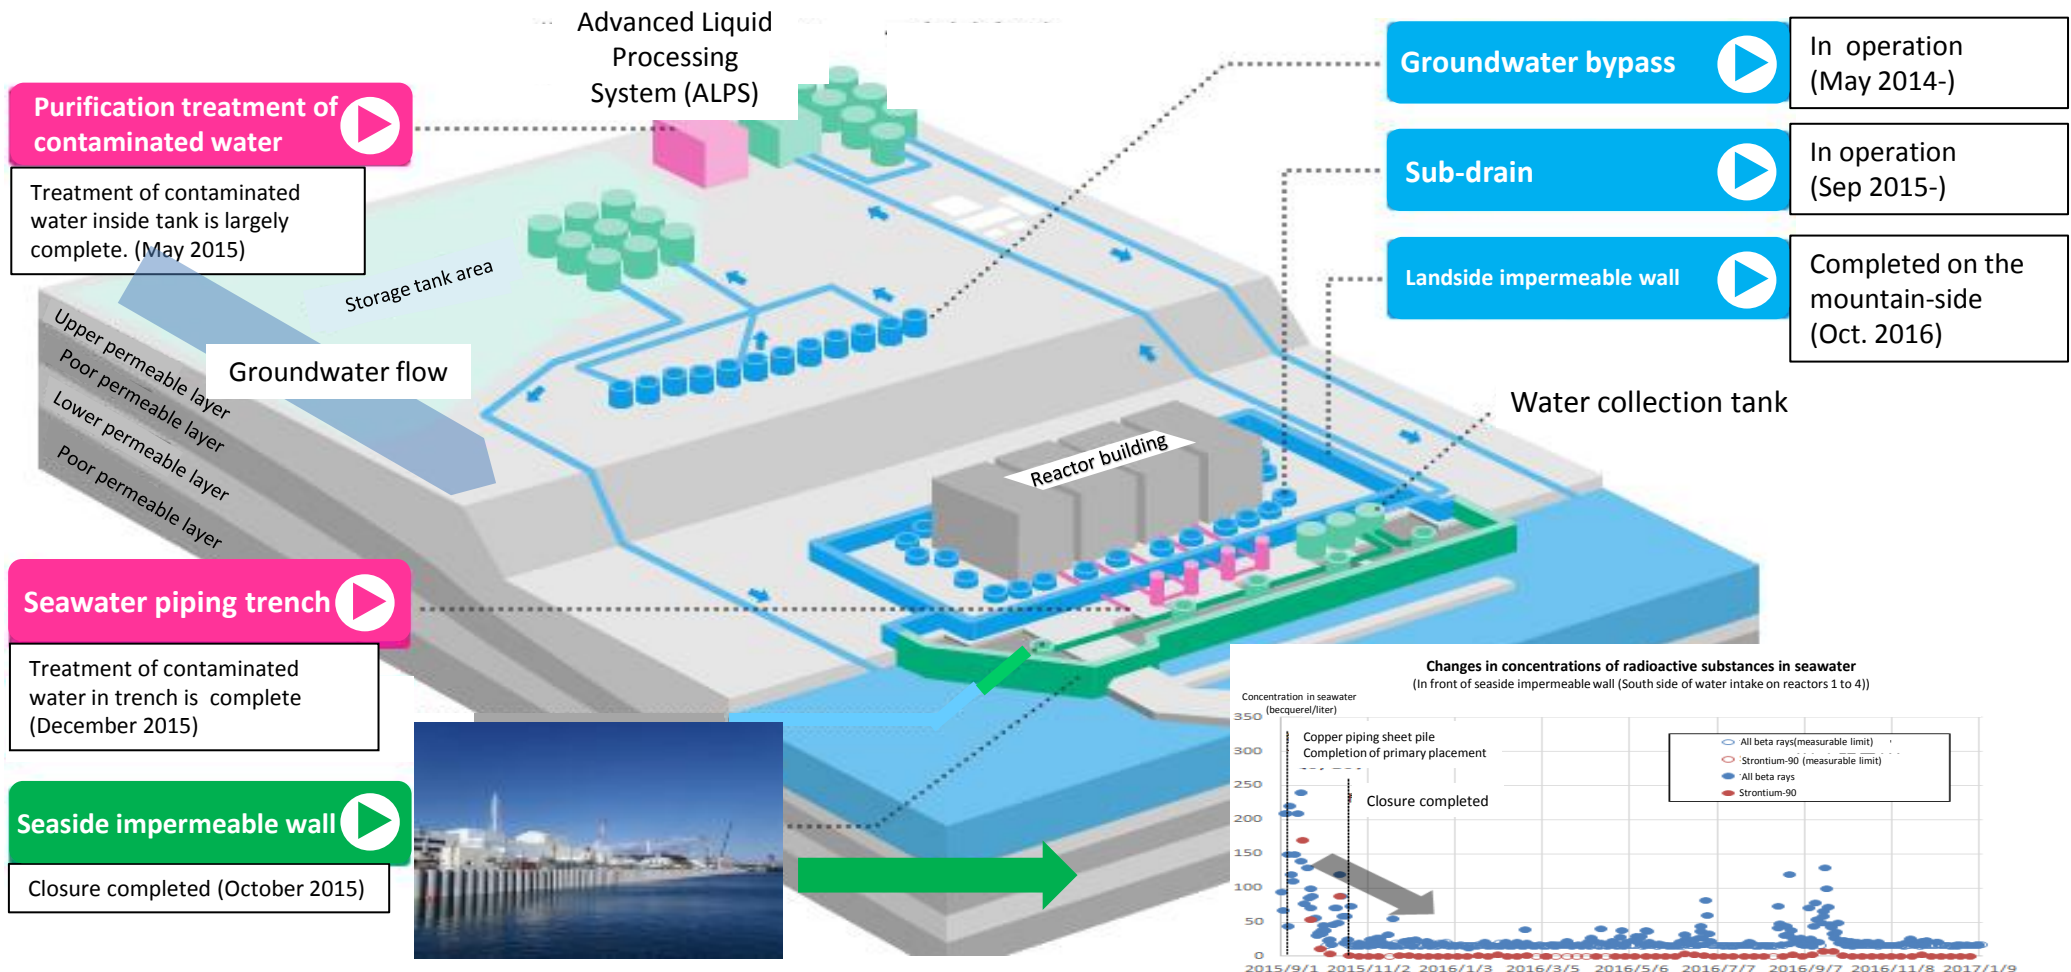 Advanced Liquid
Processing
System (ALPS)
Purification treatment of
contaminated water
Treatment of contaminated
water inside tank is largely
complete. (May 2015)
Groundwater bypass
In operation
(May 2014-)
Sub-drain
In operation
(Sep 2015-)
Landside impermeable wall
Completed on the
mountain-side
(Oct. 2016)
Storage tank area
Groundwater flow
Upper permeable layer
Poor permeable layer
Lower permeable layer
Poor permeable layer
Water collection tank
Reactor building
Seawater piping trench
Treatment of contaminated
water in trench is complete
(December 2015)
Seaside impermeable wall
Closure completed (October 2015)
Changes in concentrations of radioactive substances in seawater
(In front of seaside impermeable wall (South side of water intake on reactors 1 to 4))
Concentration in seawater
(becquerel/liter)
350
300
250
200
150
100
50
0
Copper piping sheet pile
Completion of primary placement
Closure completed
All beta rays(measurable limit)
Strontium-90 (measurable limit)
All beta rays
Strontium-90
2015/9/1 2015/11/2 2016/1/3 2016/3/5 2016/5/6 2016/7/7 2016/9/7 2016/11/8 2017/1/9